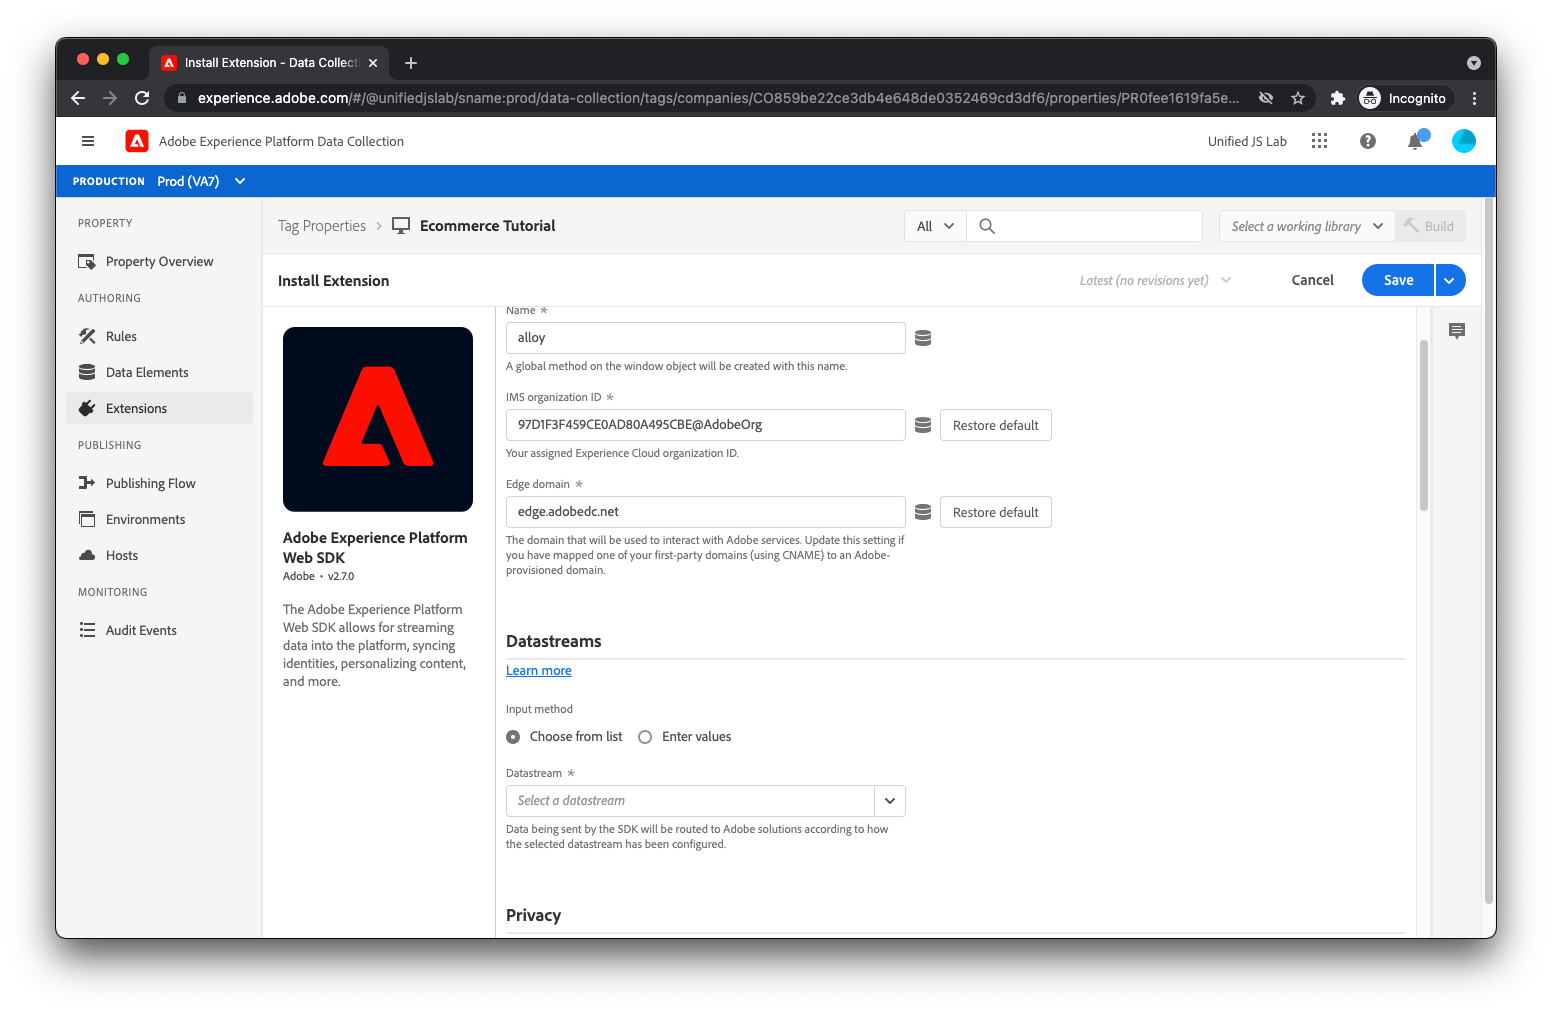 Install Extension - Data Collecti
experience.adobe.com/#/@unifiedjslab/sname:prod/data-collection/tags/companies/CO859be22ce3db4e648de0352469cd3df6/properties/PR0fee1619fa5e...
Incognito
Adobe Experience Platform Data Collection
Unified JS Lab
PRODUCTION Prod (VA7)
PROPERTY
Property Overview
AUTHORING
Rules
Data Elements
Extensions
PUBLISHING
Publishing Flow
Environments
Hosts
MONITORING
Audit Events
Tag Properties > Ecommerce Tutorial
All
Select a working library
Build
Install Extension
Latest (no revisions yet)
Cancel
Save
Adobe Experience Platform
Web SDK
Adobe • v2.7.0
The Adobe Experience Platform
Web SDK allows for streaming
data into the platform, syncing
identities, personalizing content,
and more.
Name *
alloy
A global method on the window object will be created with this name.
IMS organization ID *
97D1F3F459CE0AD80A495CBE@AdobeOrg
Restore default
Your assigned Experience Cloud organization ID.
Edge domain *
edge.adobedc.net
Restore default
The domain that will be used to interact with Adobe services. Update this setting if
you have mapped one of your first-party domains (using CNAME) to an Adobe-
provisioned domain.
Datastreams
Learn more
Input method
Choose from list
Enter values
Datastream *
Select a datastream
Data being sent by the SDK will be routed to Adobe solutions according to how
the selected datastream has been configured.
Privacy